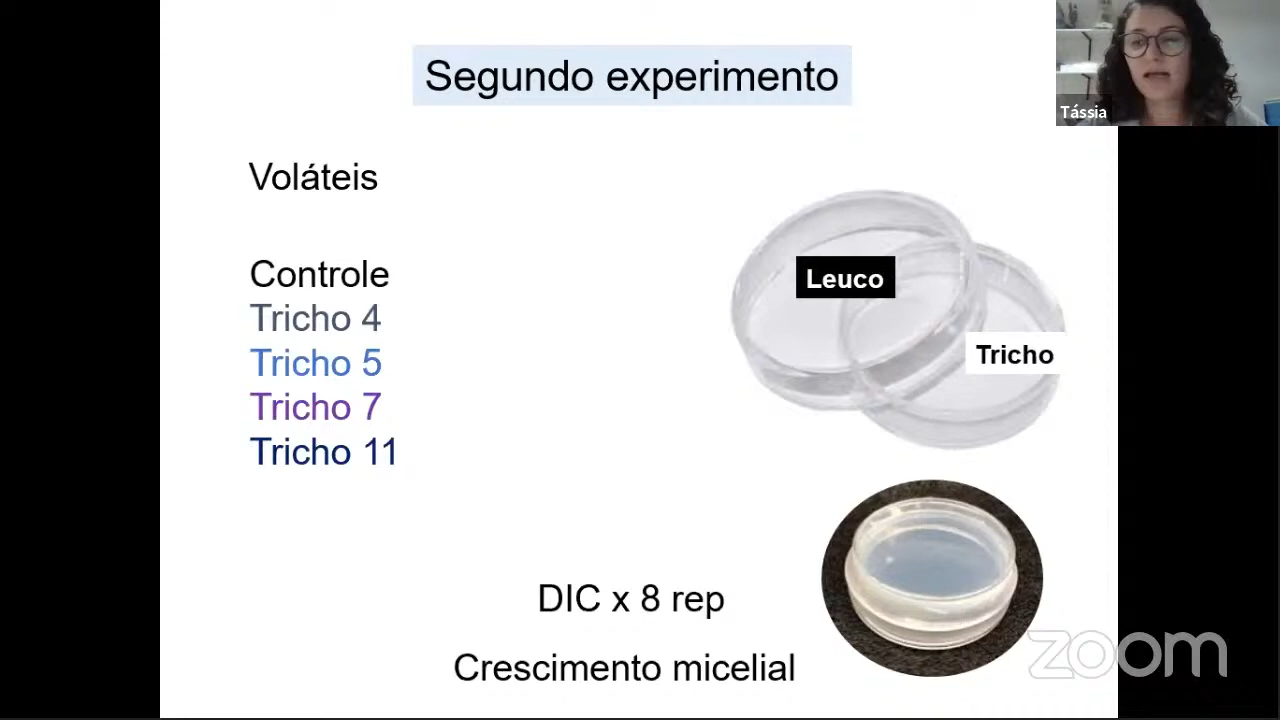 Segundo experimento
Tássia
Voláteis
Controle
Tricho 4
Tricho 5
Tricho 7
Tricho 11
Leuco
Tricho
DIC x 8 rep
Crescimento micelial
zoom